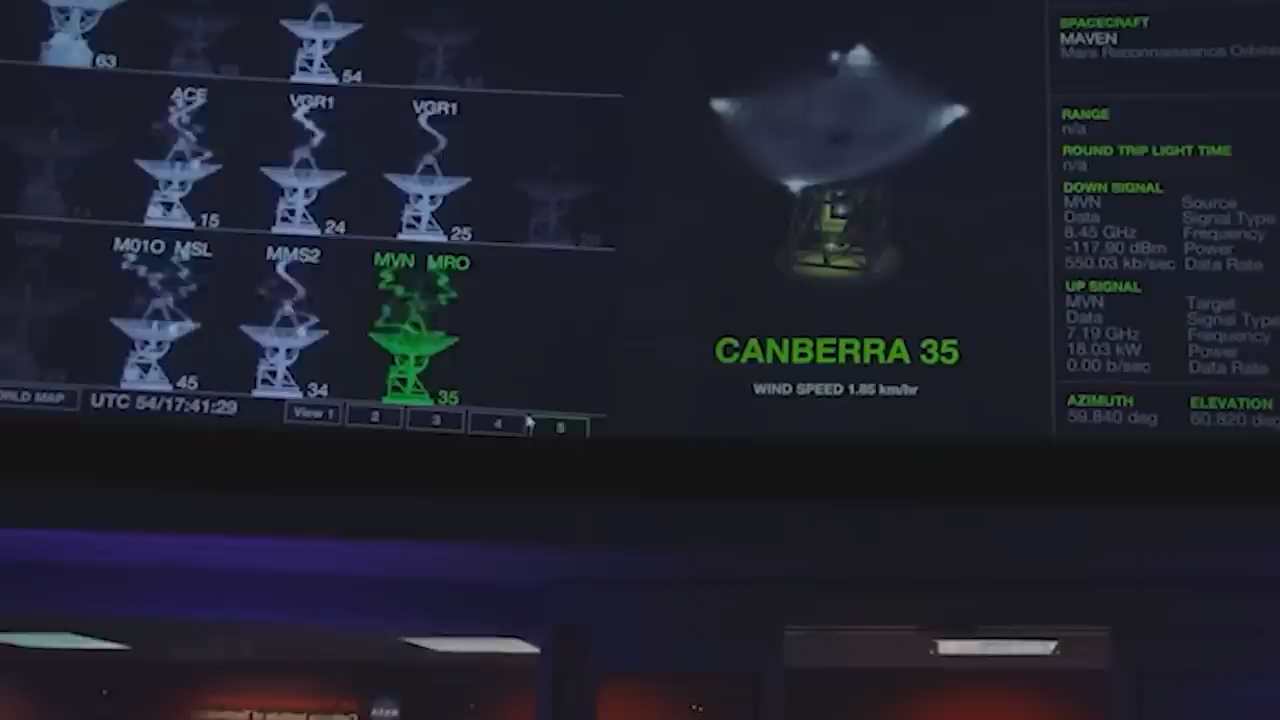 63
54
ACE
VGR1
VGR1
15
24
25
M01O MSL
MMS2
MVN MRO
45
34
35
UTC 54/17:41:29
View 1
2
3
4
5
CANBERRA 35
WIND SPEED 1.85 km/hr
SPACECRAFT
MAVEN
Mars Reconnaissance
RANGE
n/a
ROUND TRIP LIGHT TIME
n/a
DOWN SIGNAL
MVN Source
Data Signal Type
8.45 GHz Frequency
-117.90 dBm Power
550.03 kb/sec Data Rate
UP SIGNAL
MVN Target
Data Signal Type
7.19 GHz Frequency
18.03 kW Power
0.00 b/sec Data Rate
AZIMUTH ELEVATION
59.840 deg 60.820